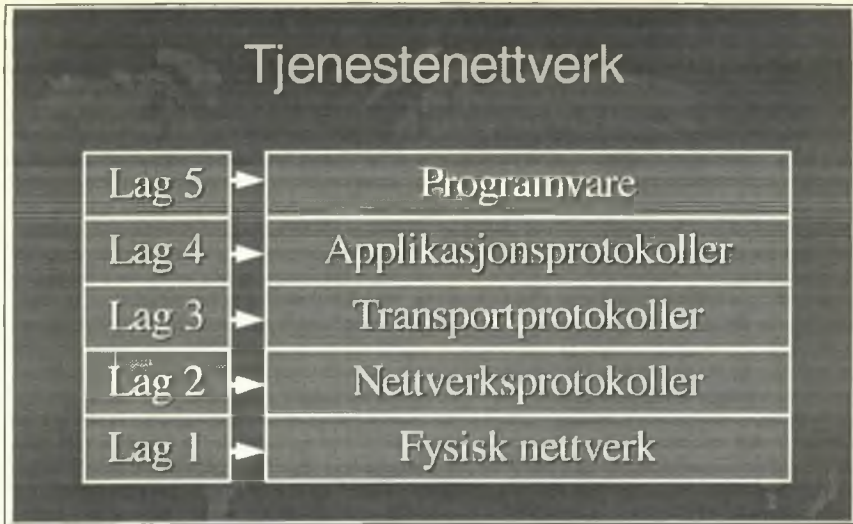 Tjenestenettverk
Lag 5 Programvare
Lag 4 Applikasjonsprotokoller
Lag 3 Transportprotokoller
Lag 2 Nettverksprotokoller
Lag 1 Fysisk nettverk